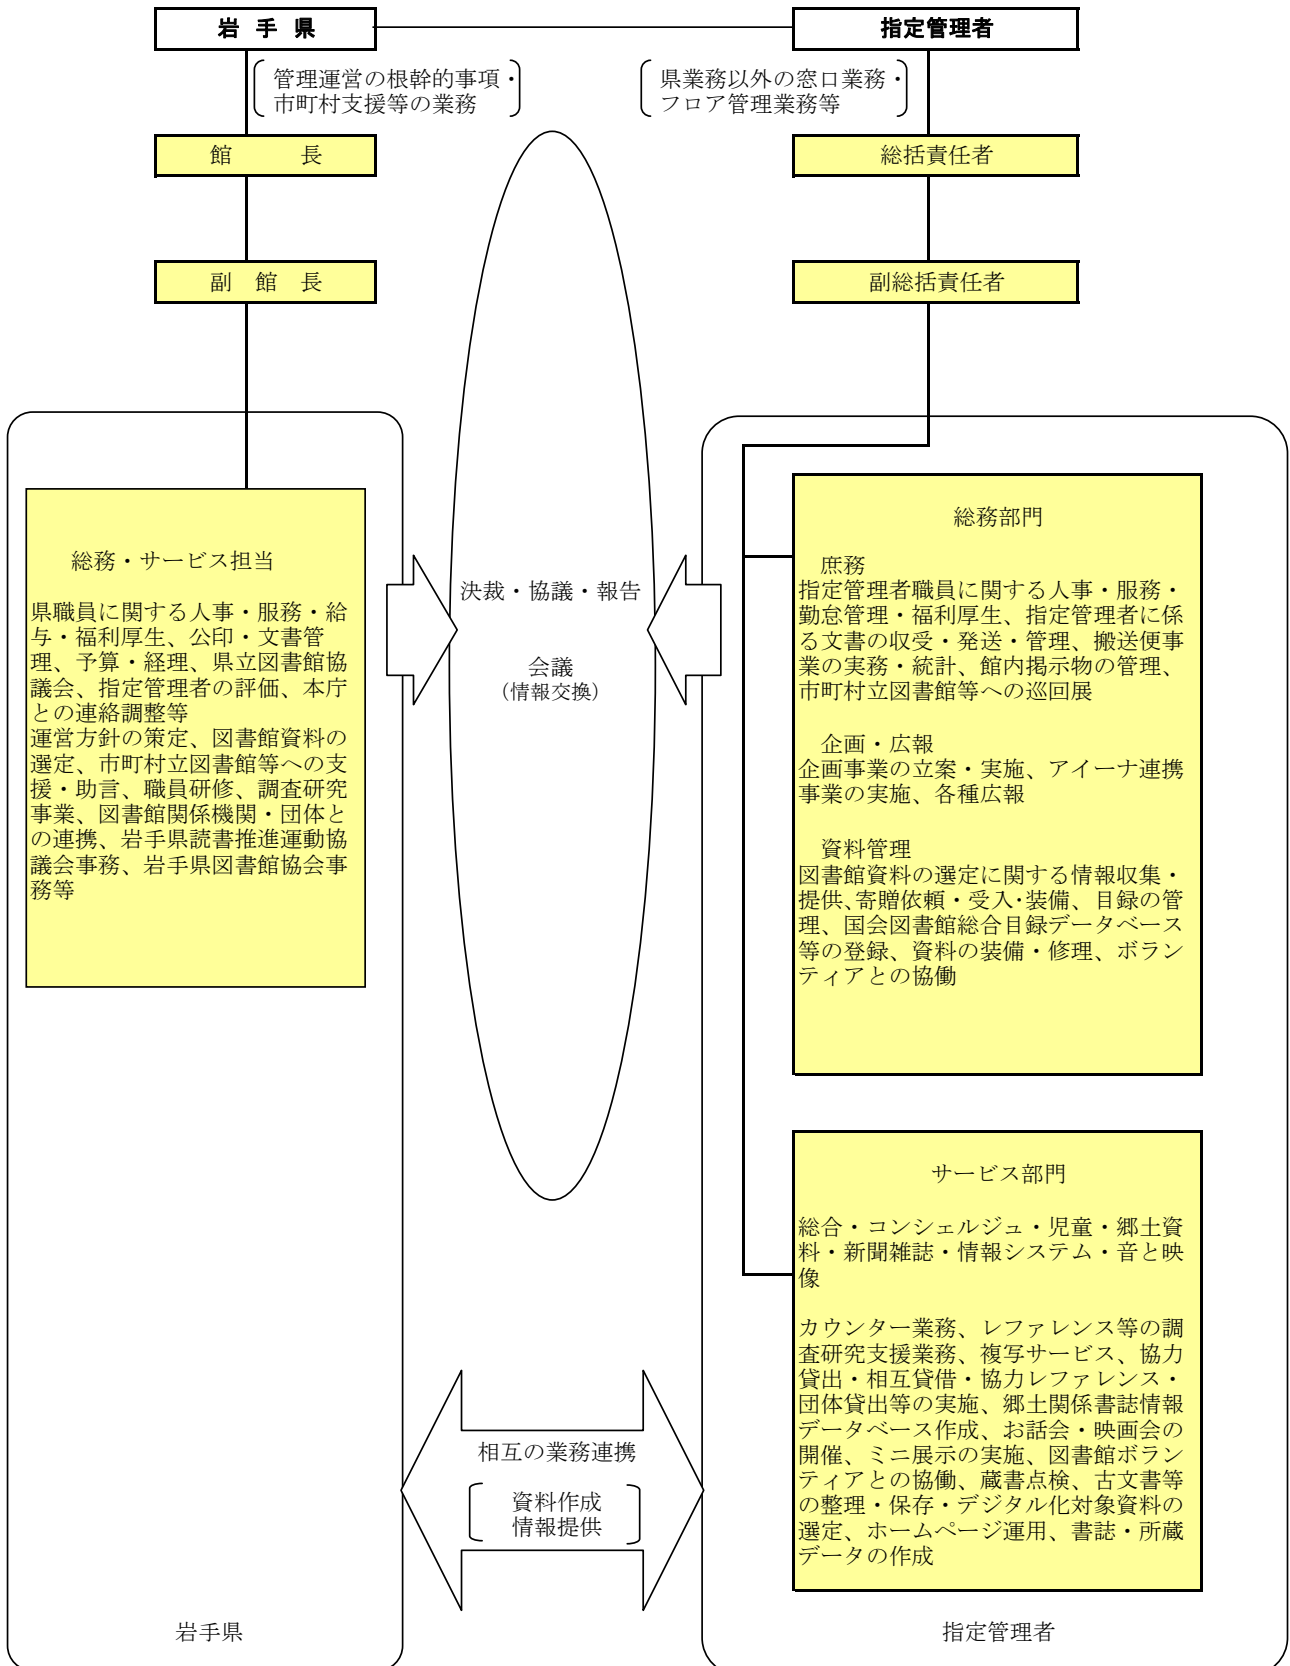 岩 手 県
指定管理者
管理運営の根幹的事項・
市町村支援等の業務
県業務以外の窓口業務・
フロア管理業務等
館 長
総括責任者
副 館 長
副総括責任者
総務・サービス担当
県職員に関する人事・服務・給
与・福利厚生、公印・文書管
理、予算・経理、県立図書館協
議会、指定管理者の評価、本庁
との連絡調整等
運営方針の策定、図書館資料の
選定、市町村立図書館等への支
援・助言、職員研修、調査研究
事業、図書館関係機関・団体と
の連携、岩手県読書推進運動協
議会事務、岩手県図書館協会事
務等
決裁・協議・報告
会議
（情報交換）
総務部門
庶務
指定管理者職員に関する人事・服務・
勤怠管理・福利厚生、指定管理者に係
る文書の収受・発送・管理、搬送便事
業の実務・統計、館内掲示物の管理、
市町村立図書館等への巡回展
企画・広報
企画事業の立案・実施、アイーナ連携
事業の実施、各種広報
資料管理
図書館資料の選定に関する情報収集・
提供、寄贈依頼・受入・装備、目録の管
理、国会図書館総合目録データベース
等の登録、資料の装備・修理、ボラン
ティアとの協働
サービス部門
総合・コンシェルジュ・児童・郷土資
料・新聞雑誌・情報システム・音と映
像
カウンター業務、レファレンス等の調
査研究支援業務、複写サービス、協力
貸出・相互貸借・協力レファレンス・
団体貸出等の実施、郷土関係書誌情報
データベース作成、お話会・映画会の
開催、ミニ展示の実施、図書館ボラン
ティアとの協働、蔵書点検、古文書等
の整理・保存・デジタル化対象資料の
選定、ホームページ運用、書誌・所蔵
データの作成
相互の業務連携
資料作成
情報提供
岩手県
指定管理者